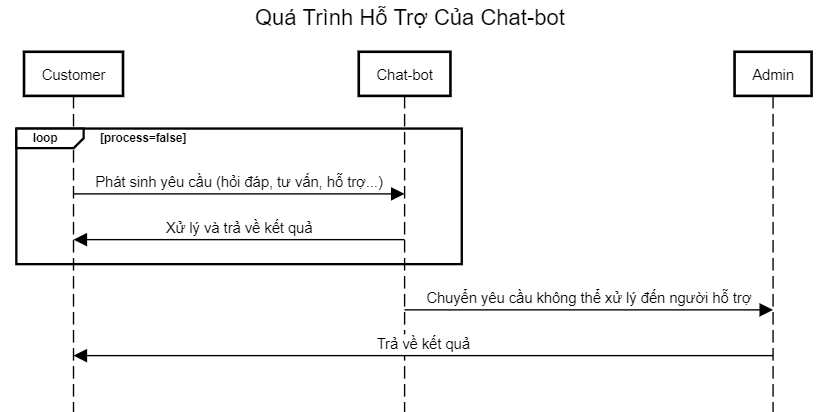 Quá Trình Hỗ Trợ Của Chat-bot
Customer
Chat-bot
Admin
loop
[process=false]
Phát sinh yêu cầu (hỏi đáp, tư vấn, hỗ trợ...)
Xử lý và trả về kết quả
Chuyển yêu cầu không thể xử lý đến người hỗ trợ
Trả về kết quả